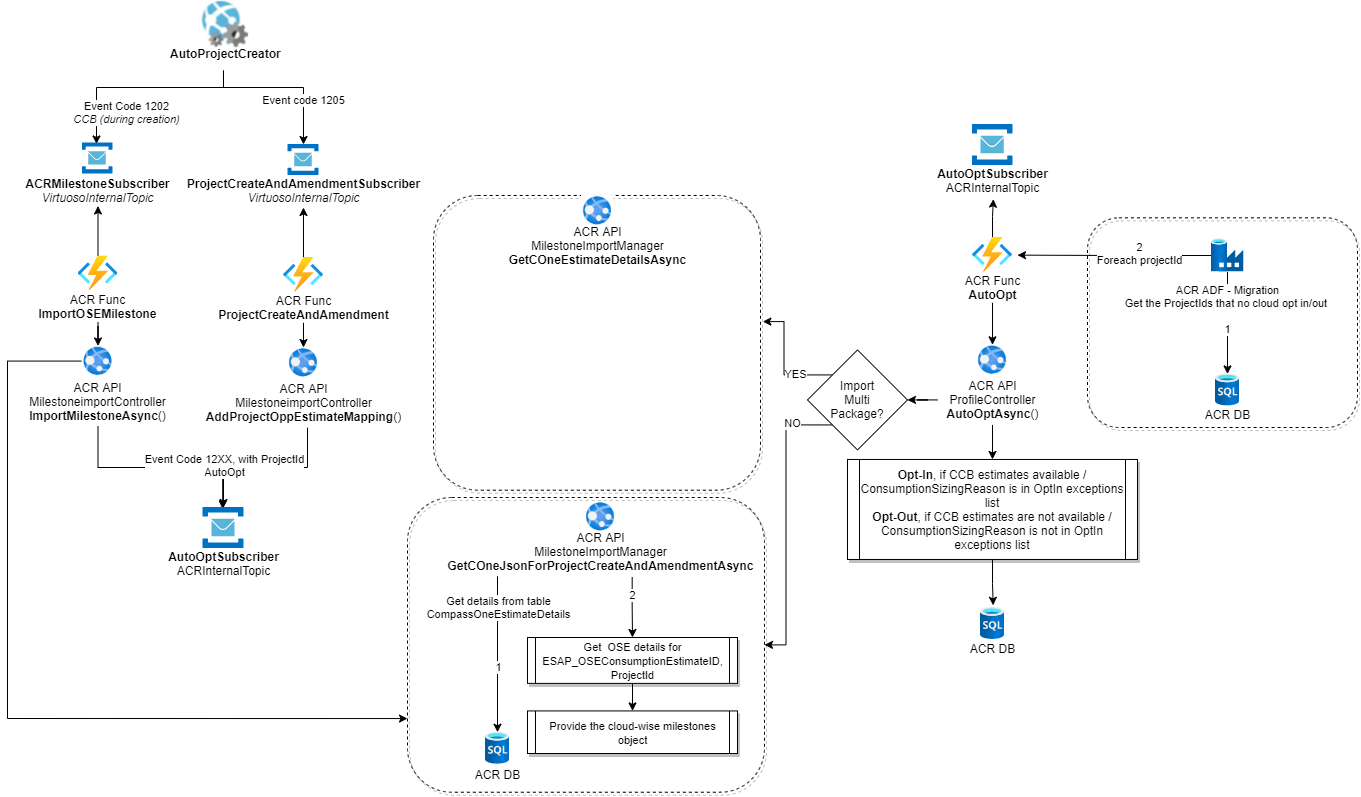 AutoProjectCreator
Event Code 1202
CCB (during creation)
Event code 1205
ACRMilestoneSubscriber
VirtuosoInternalTopic
ProjectCreateAndAmendmentSubscriber
VirtuosoInternalTopic
ACR Func
ImportOSEMilestone
ACR Func
ProjectCreateAndAmendment
ACR API
MilestoneimportController
ImportMilestoneAsync()
ACR API
MilestoneimportController
AddProjectOppEstimateMapping()
Event Code 12XX, with ProjectId
AutoOpt
AutoOptSubscriber
ACRInternalTopic
ACR API
MilestoneImportManager
GetCOneEstimateDetailsAsync
ACR API
MilestoneImportManager
GetCOneJsonForProjectCreateAndAmendmentAsync
Get details from table
CompassOneEstimateDetails
1
ACR DB
2
Get  OSE details for
ESAP_OSEConsumptionEstimateID,
ProjectId
Provide the cloud-wise milestones
object
YES
NO
Import
Multi
Package?
AutoOptSubscriber
ACRInternalTopic
ACR Func
AutoOpt
ACR API
ProfileController
AutoOptAsync()
Opt-In, if CCB estimates available /
ConsumptionSizingReason is in OptIn exceptions
list
Opt-Out, if CCB estimates are not available /
ConsumptionSizingReason is not in OptIn
exceptions list
SQL
ACR DB
2
Foreach projectId
ACR ADF - Migration
Get the ProjectIds that no cloud opt in/out
1
SQL
ACR DB
SQL